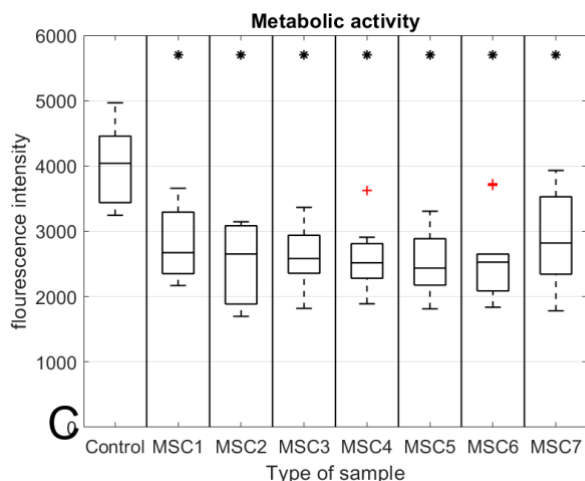 Metabolic activity
6000
5000
4000
3000
2000
1000
0
flourescence intensity
* * * * * * *
C
Control MSC1 MSC2 MSC3 MSC4 MSC5 MSC6 MSC7
Type of sample